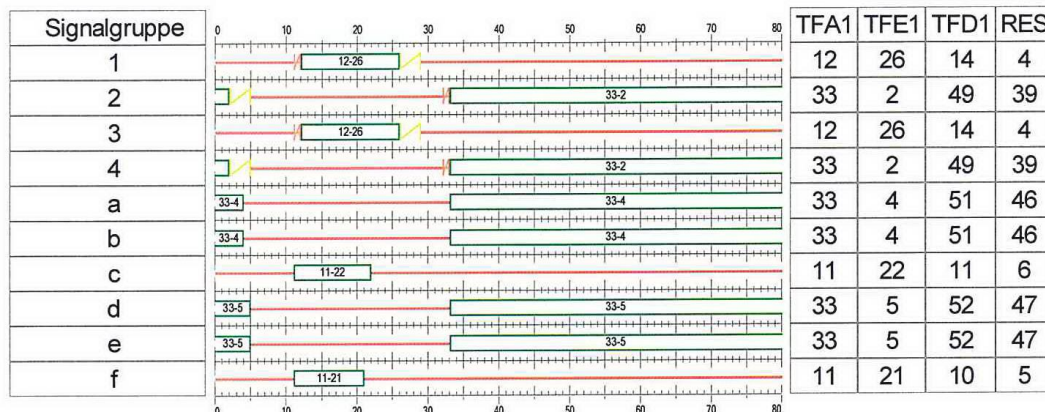 Signalgruppe 0 10 20 30 40 50 60 70 80 TFA1 TFE1 TFD1 RES
1 12-26 12 26 14 4
2 33-2 33 2 49 39
3 12-26 12 26 14 4
4 33-2 33 2 49 39
a 33-4 33-4 33 4 51 46
b 33-4 33-4 33 4 51 46
c 11-22 11 22 11 6
d 33-5 33-5 33 5 52 47
e 33-5 33-5 33 5 52 47
f 11-21 11 21 10 5
0 10 20 30 40 50 60 70 80